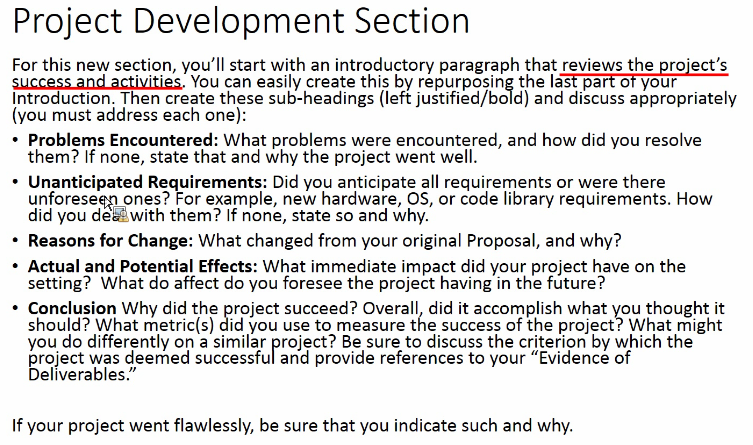 Project Development Section
For this new section, you'll start with an introductory paragraph that reviews the project's
success and activities. You can easily create this by repurposing the last part of your
Introduction. Then create these sub-headings (left justified/bold) and discuss appropriately
(you must address each one):
• Problems Encountered: What problems were encountered, and how did you resolve
them? If none, state that and why the project went well.
• Unanticipated Requirements: Did you anticipate all requirements or were there
unforeseen ones? For example, new hardware, OS, or code library requirements. How
did you deal with them? If none, state so and why.
• Reasons for Change: What changed from your original Proposal, and why?
• Actual and Potential Effects: What immediate impact did your project have on the
setting?  What do affect do you foresee the project having in the future?
• Conclusion Why did the project succeed? Overall, did it accomplish what you thought it
should? What metric(s) did you use to measure the success of the project? What might
you do differently on a similar project? Be sure to discuss the criterion by which the
project was deemed successful and provide references to your “Evidence of
Deliverables.”
If your project went flawlessly, be sure that you indicate such and why.